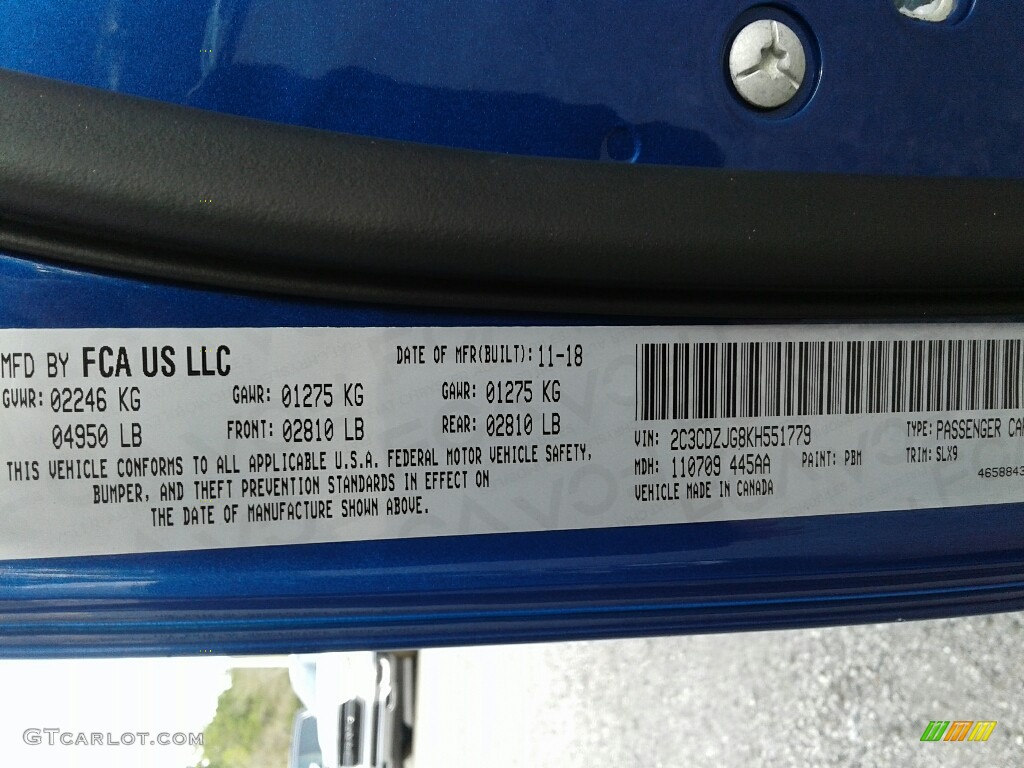 MFD BY FCA US LLC
DATE OF MFR(BUILT): 11-18
GVWR: 02246 KG
GAWR: 01275 KG
GAWR: 01275 KG
04950 LB
FRONT: 02810 LB
REAR: 02810 LB
THIS VEHICLE CONFORMS TO ALL APPLICABLE U.S.A. FEDERAL MOTOR VEHICLE SAFETY,
BUMPER, AND THEFT PREVENTION STANDARDS IN EFFECT ON
THE DATE OF MANUFACTURE SHOWN ABOVE.
VIN: 2C3CDZJG8KH551779
TYPE: PASSENGER CAR
MDH: 110709 445AA
PAINT: PBM
TRIM: SLX9
VEHICLE MADE IN CANADA
4658843
GTcarlot.com